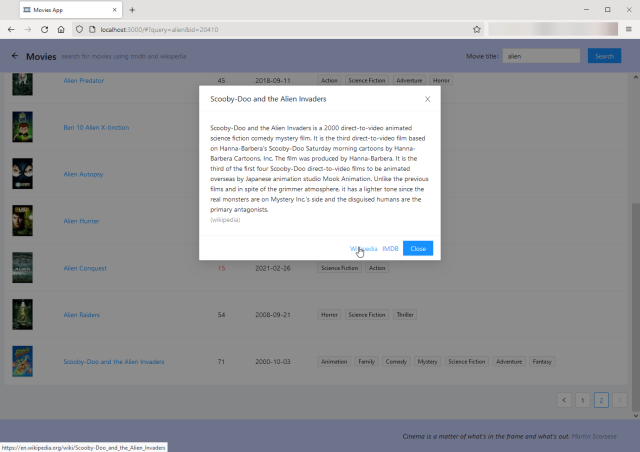 Movies App
localhost:3000/#?query=alien&id=20410
Movies search for movies using tmdb and wikipedia Movie title: alien Search
Alien Predator 45 2018-09-11 Action Science Fiction Adventure Horror
Scooby-Doo and the Alien Invaders
Scooby-Doo and the Alien Invaders is a 2000 direct-to-video animated
science fiction comedy mystery film. It is the third direct-to-video film based
on Hanna-Barbera's Scooby-Doo Saturday morning cartoons by Hanna-
Barbera Cartoons, Inc. The film was produced by Hanna-Barbera. It is the
third of the first four Scooby-Doo direct-to-video films to be animated
overseas by Japanese animation studio Mook Animation. Unlike the previous
films and in spite of the grimmer atmosphere, it has a lighter tone since the
real monsters are on Mystery Inc.'s side and the disguised humans are the
primary antagonists.
(wikipedia)
Wikipedia IMDB Close
Ben 10 Alien X-tinction
Alien Autopsy
Alien Hunter
Alien Conquest 15 2021-02-26 Science Fiction Action
Alien Raiders 54 2008-09-21 Horror Science Fiction Thriller
Scooby-Doo and the Alien Invaders 71 2000-10-03 Animation Family Comedy Mystery Science Fiction Adventure Fantasy
1 2
Cinema is a matter of what's in the frame and what's out. Martin Scorsese
https://en.wikipedia.org/wiki/Scooby-Doo_and_the_Alien_Invaders